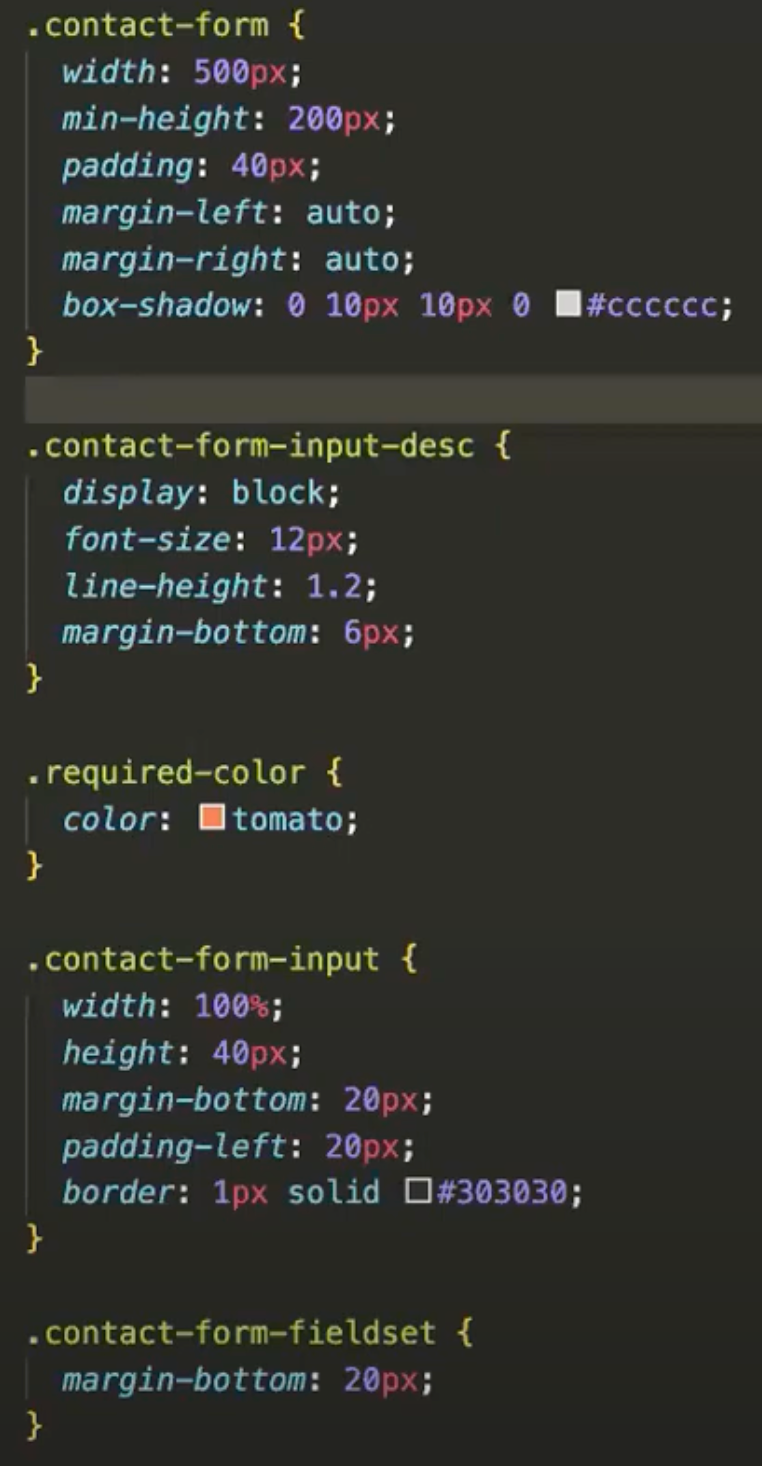 .contact-form {
width: 500px;
min-height: 200px;
padding: 40px;
margin-left: auto;
margin-right: auto;
box-shadow: 0 10px 10px 0 #cccccc;
}
.contact-form-input-desc {
display: block;
font-size: 12px;
line-height: 1.2;
margin-bottom: 6px;
}
.required-color {
color: tomato;
}
.contact-form-input {
width: 100%;
height: 40px;
margin-bottom: 20px;
padding-left: 20px;
border: 1px solid #303030;
}
.contact-form-fieldset {
margin-bottom: 20px;
}